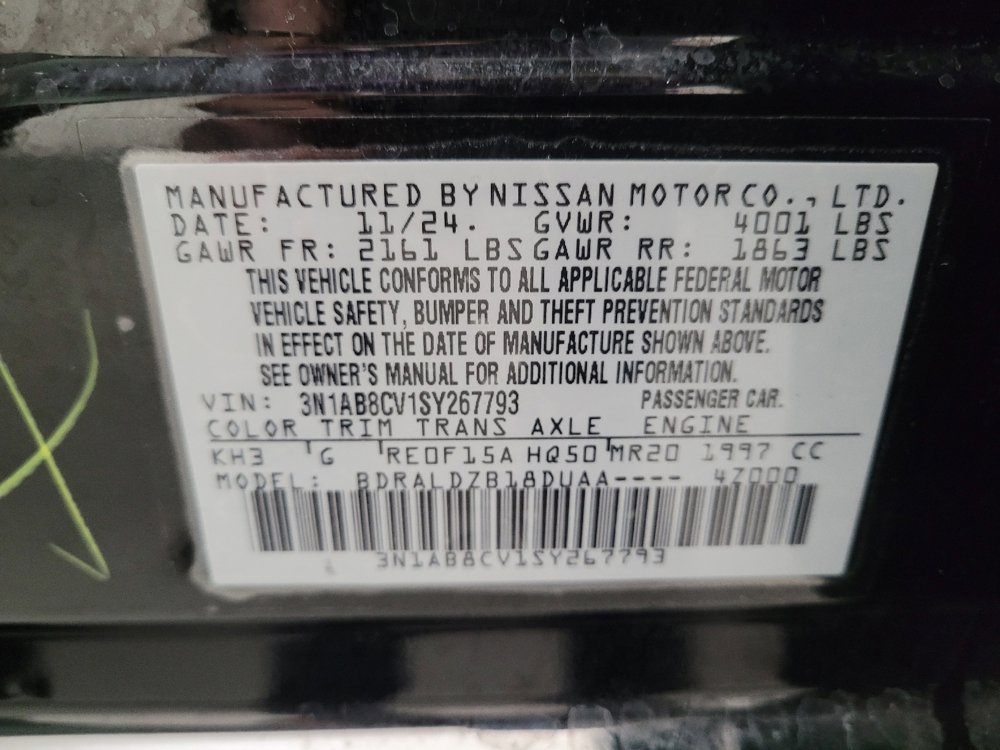 MANUFACTURED BY NISSAN MOTOR CO., LTD.
DATE: 11/24. GVWR: 4001 LBS
GAWR FR: 2161 LBS GAWR RR: 1863 LBS
THIS VEHICLE CONFORMS TO ALL APPLICABLE FEDERAL MOTOR
VEHICLE SAFETY, BUMPER AND THEFT PREVENTION STANDARDS
IN EFFECT ON THE DATE OF MANUFACTURE SHOWN ABOVE.
SEE OWNER'S MANUAL FOR ADDITIONAL INFORMATION.
VIN: 3N1AB8CV1SY267793 PASSENGER CAR.
COLOR TRIM TRANS AXLE ENGINE
KH3 G RE0F15A HQ50 MR20 1997 CC
MODEL: BDRALDZB18DUAA---- 4Z000
3N1AB8CV1SY267793